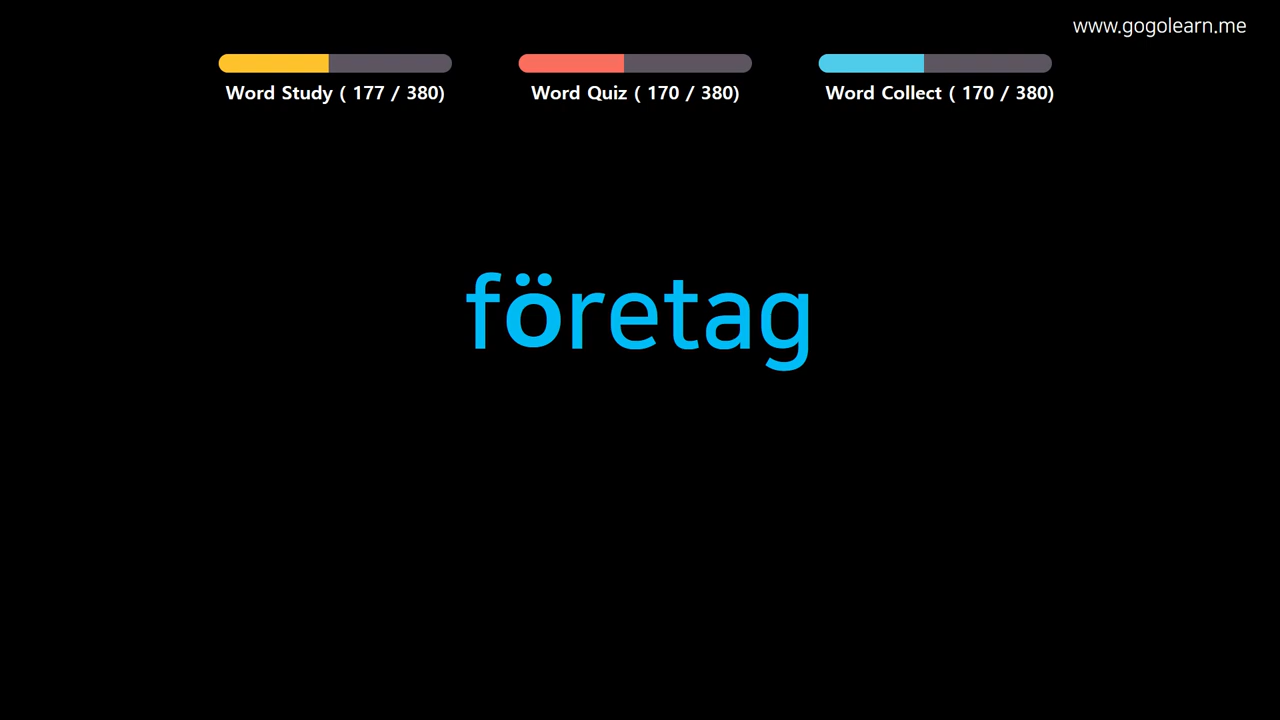 www.gogolearn.me
Word Study ( 177 / 380)
Word Quiz ( 170 / 380)
Word Collect ( 170 / 380)
företag